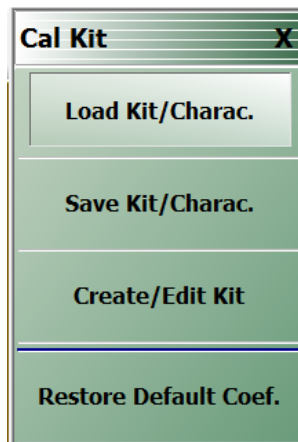 Cal Kit X
Load Kit/Charac.
Save Kit/Charac.
Create/Edit Kit
Restore Default Coef.